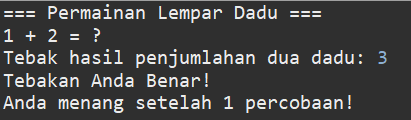 === Permainan Lempar Dadu ===
1 + 2 = ?
Tebak hasil penjumlahan dua dadu: 3
Tebakan Anda Benar!
Anda menang setelah 1 percobaan!